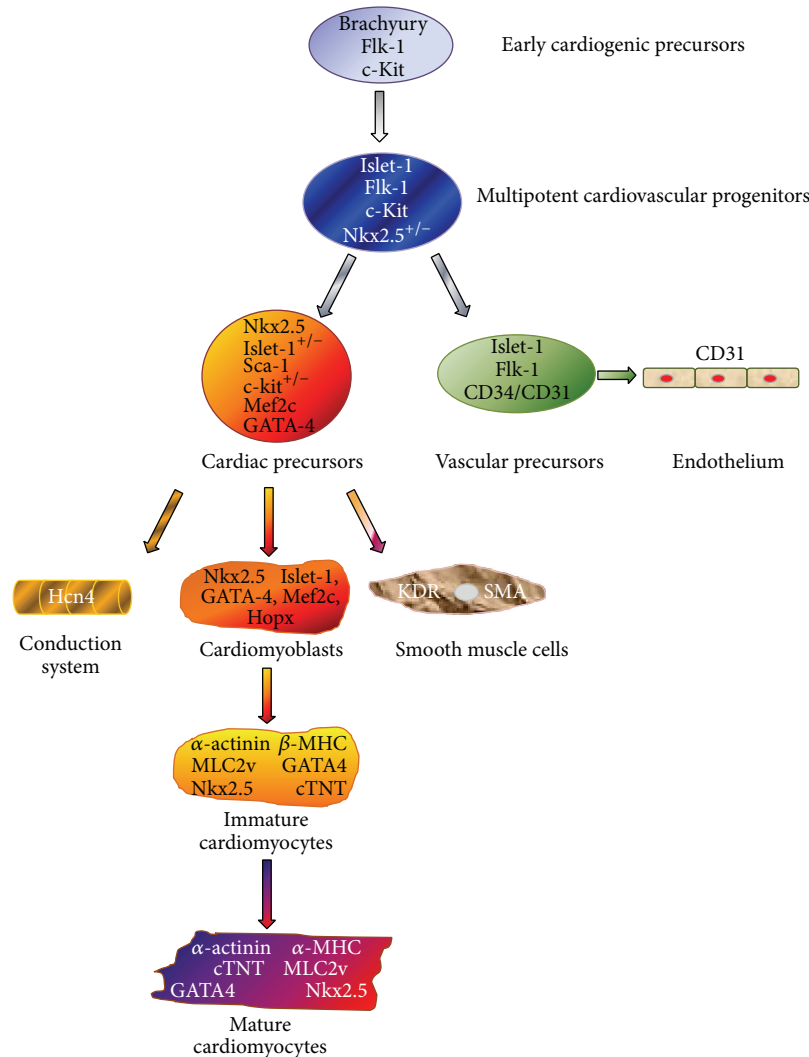 Brachyury
Flk-1
c-Kit
Early cardiogenic precursors
Islet-1
Flk-1
c-Kit
Nkx2.5+/−
Multipotent cardiovascular progenitors
Nkx2.5
Islet-1+/−
Sca-1
c-kit+/−
Mef2c
GATA-4
Cardiac precursors
Islet-1
Flk-1
CD34/CD31
Vascular precursors
CD31
Endothelium
Hcn4
Conduction
system
Nkx2.5 Islet-1,
GATA-4, Mef2c,
Hopx
Cardiomyoblasts
KDR SMA
Smooth muscle cells
α-actinin β-MHC
MLC2v GATA4
Nkx2.5 cTNT
Immature
cardiomyocytes
α-actinin α-MHC
cTNT MLC2v
GATA4 Nkx2.5
Mature
cardiomyocytes